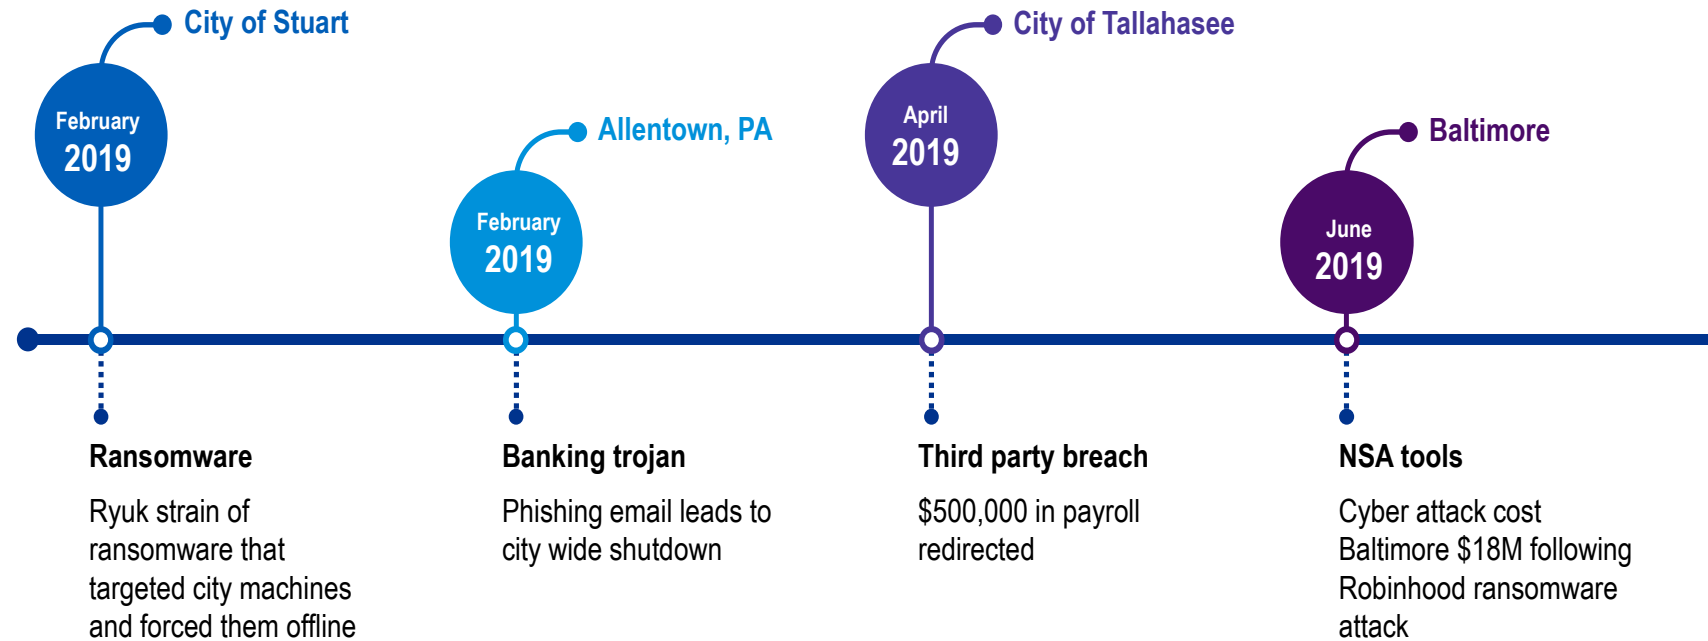 City of Stuart
February
2019
Ransomware
Ryuk strain of
ransomware that
targeted city machines
and forced them offline
Allentown, PA
February
2019
Banking trojan
Phishing email leads to
city wide shutdown
City of Tallahasee
April
2019
Third party breach
$500,000 in payroll
redirected
Baltimore
June
2019
NSA tools
Cyber attack cost
Baltimore $18M following
Robinhood ransomware
attack